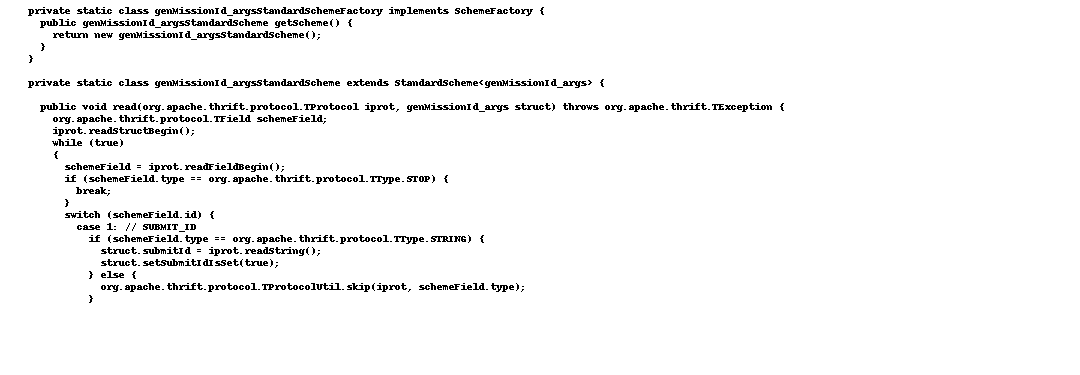 private static class genMissionId_argsStandardSchemeFactory implements SchemeFactory {
public genMissionId_argsStandardScheme getScheme() {
return new genMissionId_argsStandardScheme();
}
}
private static class genMissionId_argsStandardScheme extends StandardScheme<genMissionId_args> {
public void read(org.apache.thrift.protocol.TProtocol iprot, genMissionId_args struct) throws org.apache.thrift.TException {
org.apache.thrift.protocol.TField schemeField;
iprot.readStructBegin();
while (true)
{
schemeField = iprot.readFieldBegin();
if (schemeField.type == org.apache.thrift.protocol.TType.STOP) {
break;
}
switch (schemeField.id) {
case 1: // SUBMIT_ID
if (schemeField.type == org.apache.thrift.protocol.TType.STRING) {
struct.submitId = iprot.readString();
struct.setSubmitIdIsSet(true);
} else {
org.apache.thrift.protocol.TProtocolUtil.skip(iprot, schemeField.type);
}